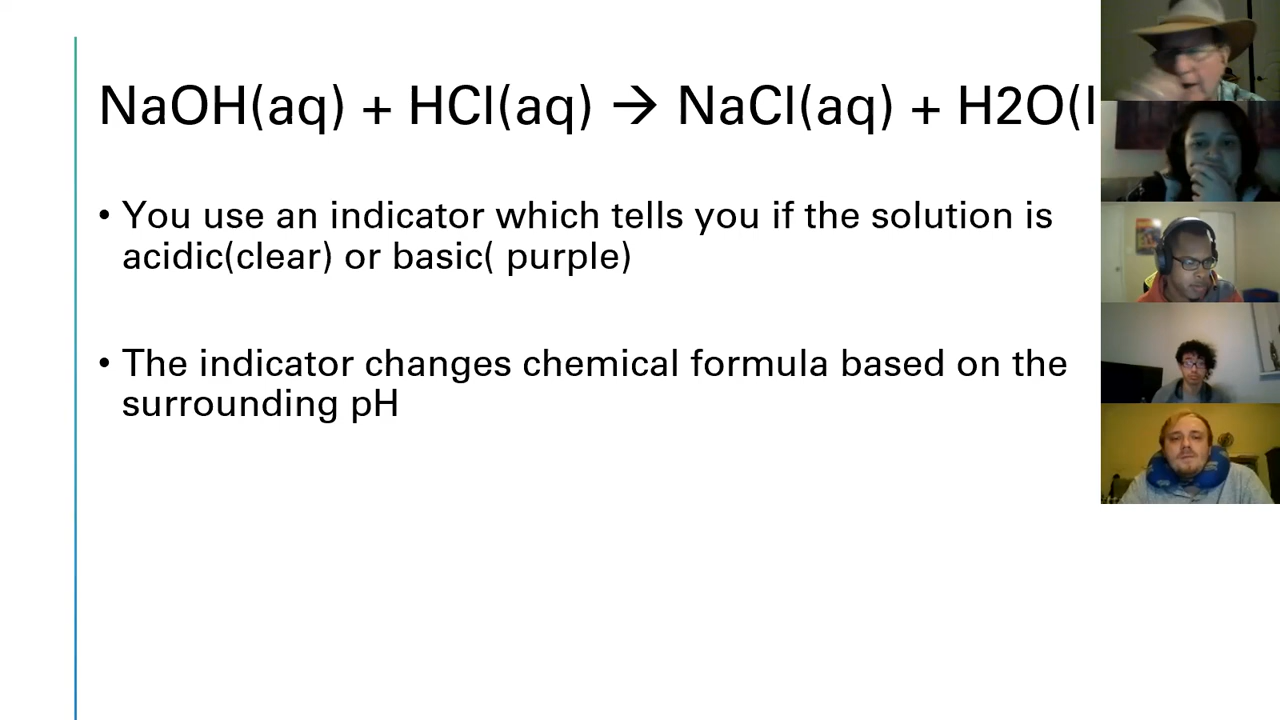 NaOH(aq) + HCl(aq) → NaCl(aq) + H2O(l
• You use an indicator which tells you if the solution is
acidic(clear) or basic( purple)
• The indicator changes chemical formula based on the
surrounding pH